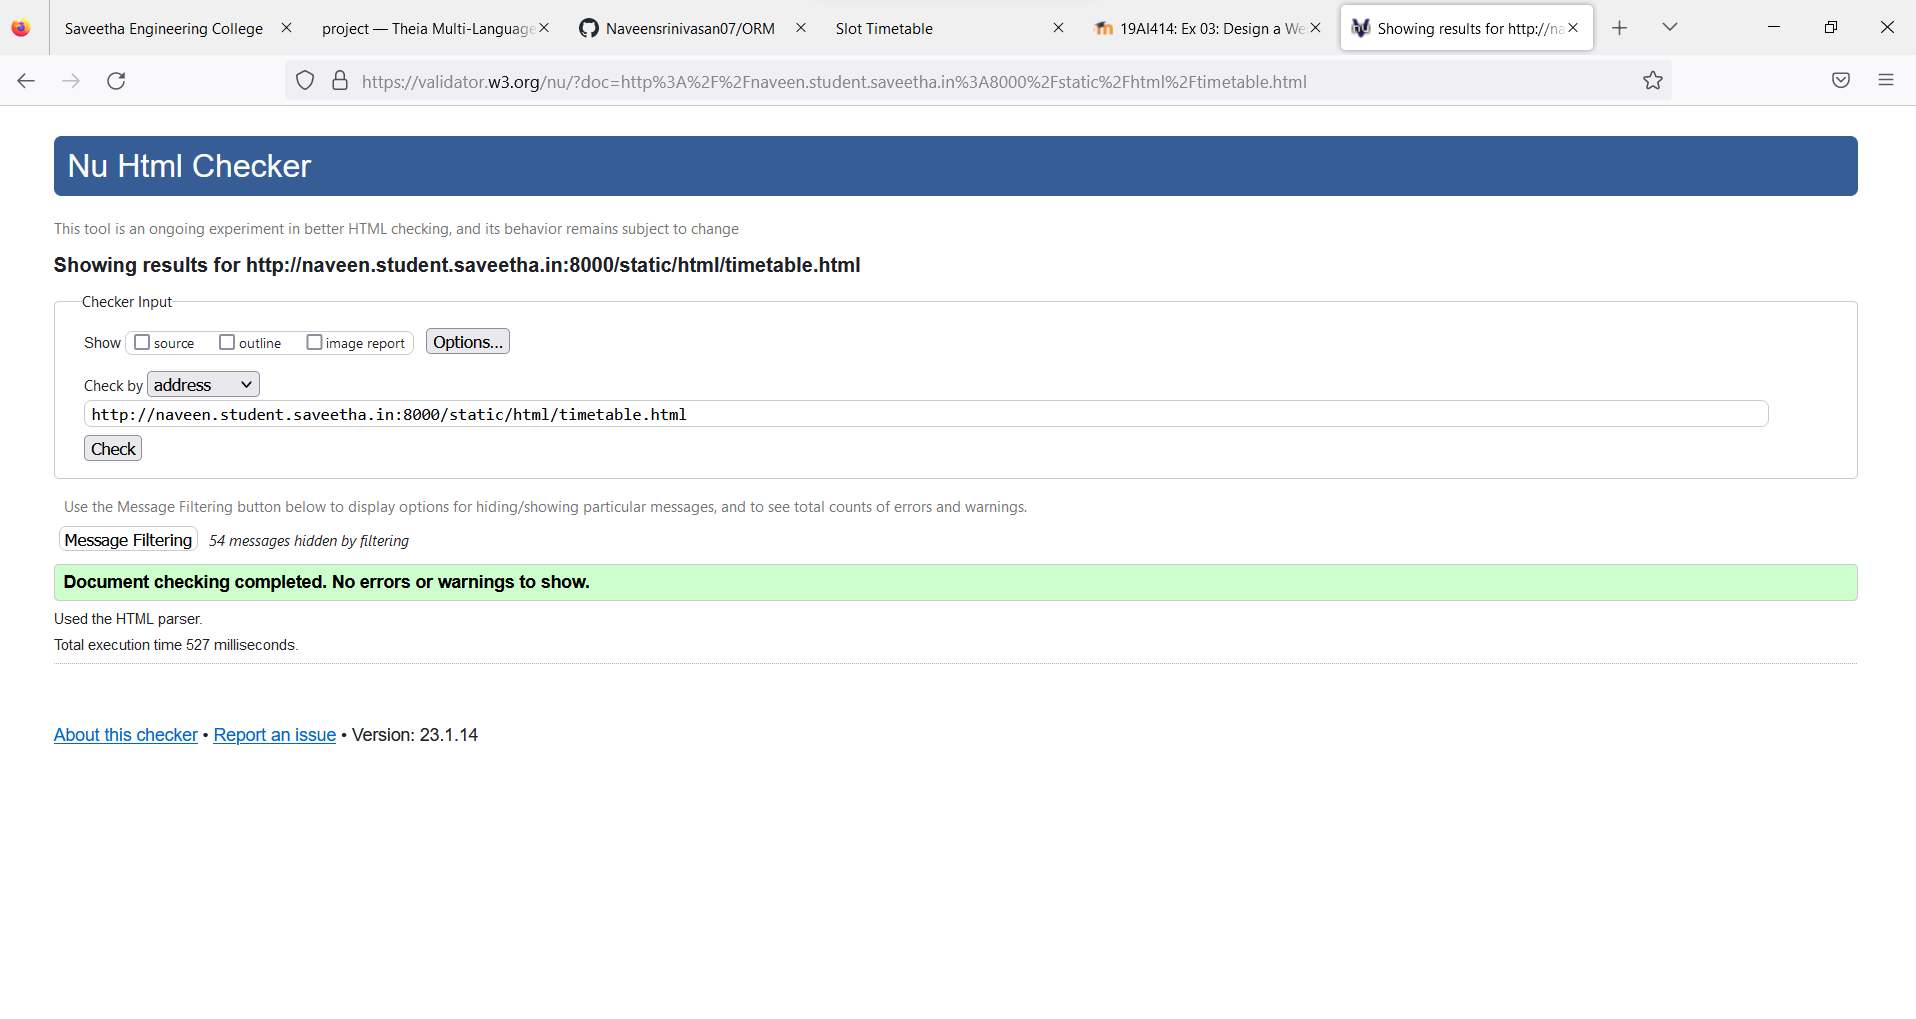 Saveetha Engineering College
project — Theia Multi-Language
Naveensrinivasan07/ORM
Slot Timetable
19AI414: Ex 03: Design a We
Showing results for http://na
https://validator.w3.org/nu/?doc=http%3A%2F%2Fnaveen.student.saveetha.in%3A8000%2Fstatic%2Fhtml%2Ftimetable.html
Nu Html Checker
This tool is an ongoing experiment in better HTML checking, and its behavior remains subject to change
Showing results for http://naveen.student.saveetha.in:8000/static/html/timetable.html
Checker Input
Show source outline image report Options...
Check by address
http://naveen.student.saveetha.in:8000/static/html/timetable.html
Check
Use the Message Filtering button below to display options for hiding/showing particular messages, and to see total counts of errors and warnings.
Message Filtering 54 messages hidden by filtering
Document checking completed. No errors or warnings to show.
Used the HTML parser.
Total execution time 527 milliseconds.
About this checker • Report an issue • Version: 23.1.14